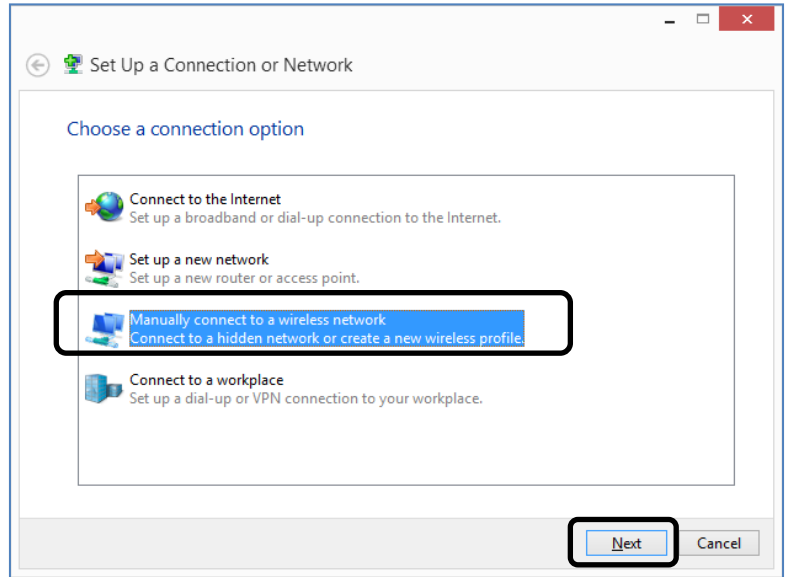 Set Up a Connection or Network
Choose a connection option
Connect to the Internet
Set up a broadband or dial-up connection to the Internet.
Set up a new network
Set up a new router or access point.
Manually connect to a wireless network
Connect to a hidden network or create a new wireless profile.
Connect to a workplace
Set up a dial-up or VPN connection to your workplace.
Next Cancel